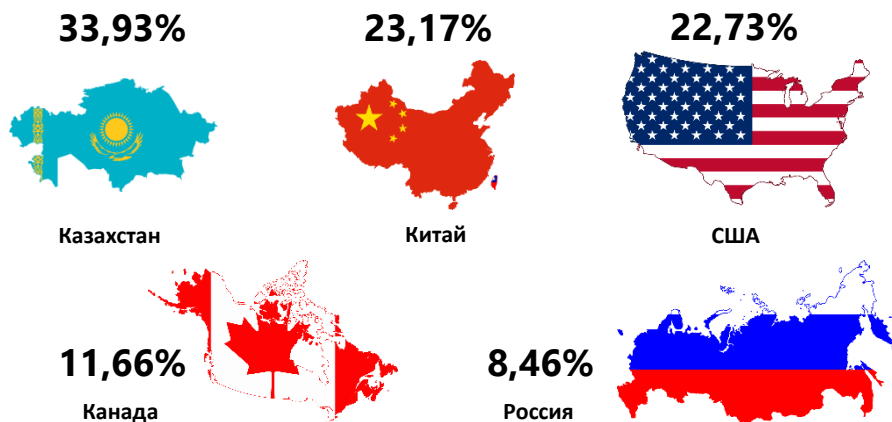 33,93%
23,17%
22,73%
Казахстан
Китай
США
11,66%
8,46%
Канада
Россия